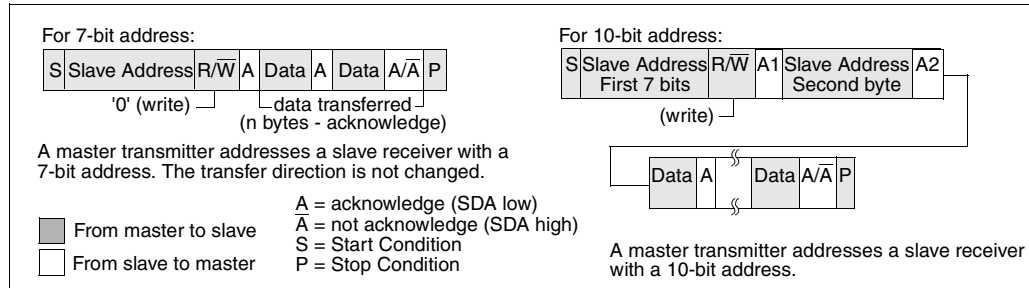 For 7-bit address:
S Slave Address R/W̅ A Data A Data A/A̅ P
'0' (write)
data transferred
(n bytes - acknowledge)
A master transmitter addresses a slave receiver with a
7-bit address. The transfer direction is not changed.
From master to slave
From slave to master
A = acknowledge (SDA low)
A̅ = not acknowledge (SDA high)
S = Start Condition
P = Stop Condition
For 10-bit address:
S Slave Address First 7 bits R/W̅ A1 Slave Address Second byte A2
(write)
Data A Data A/A̅ P
A master transmitter addresses a slave receiver
with a 10-bit address.